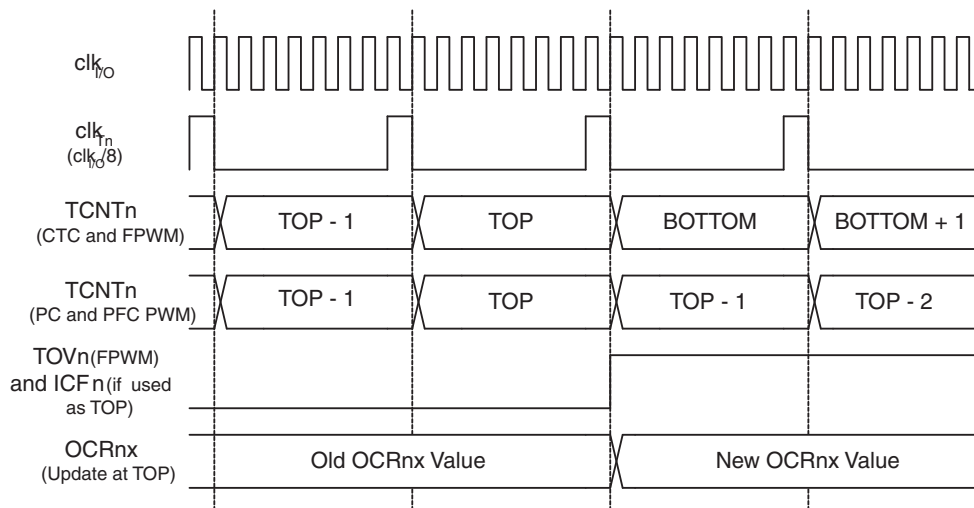 clkI/O
clkTn
(clkI/O/8)
TCNTn
(CTC and FPWM)
TOP - 1
TOP
BOTTOM
BOTTOM + 1
TCNTn
(PC and PFC PWM)
TOP - 1
TOP
TOP - 1
TOP - 2
TOVn(FPWM)
and ICFn(if used
as TOP)
OCRnx
(Update at TOP)
Old OCRnx Value
New OCRnx Value